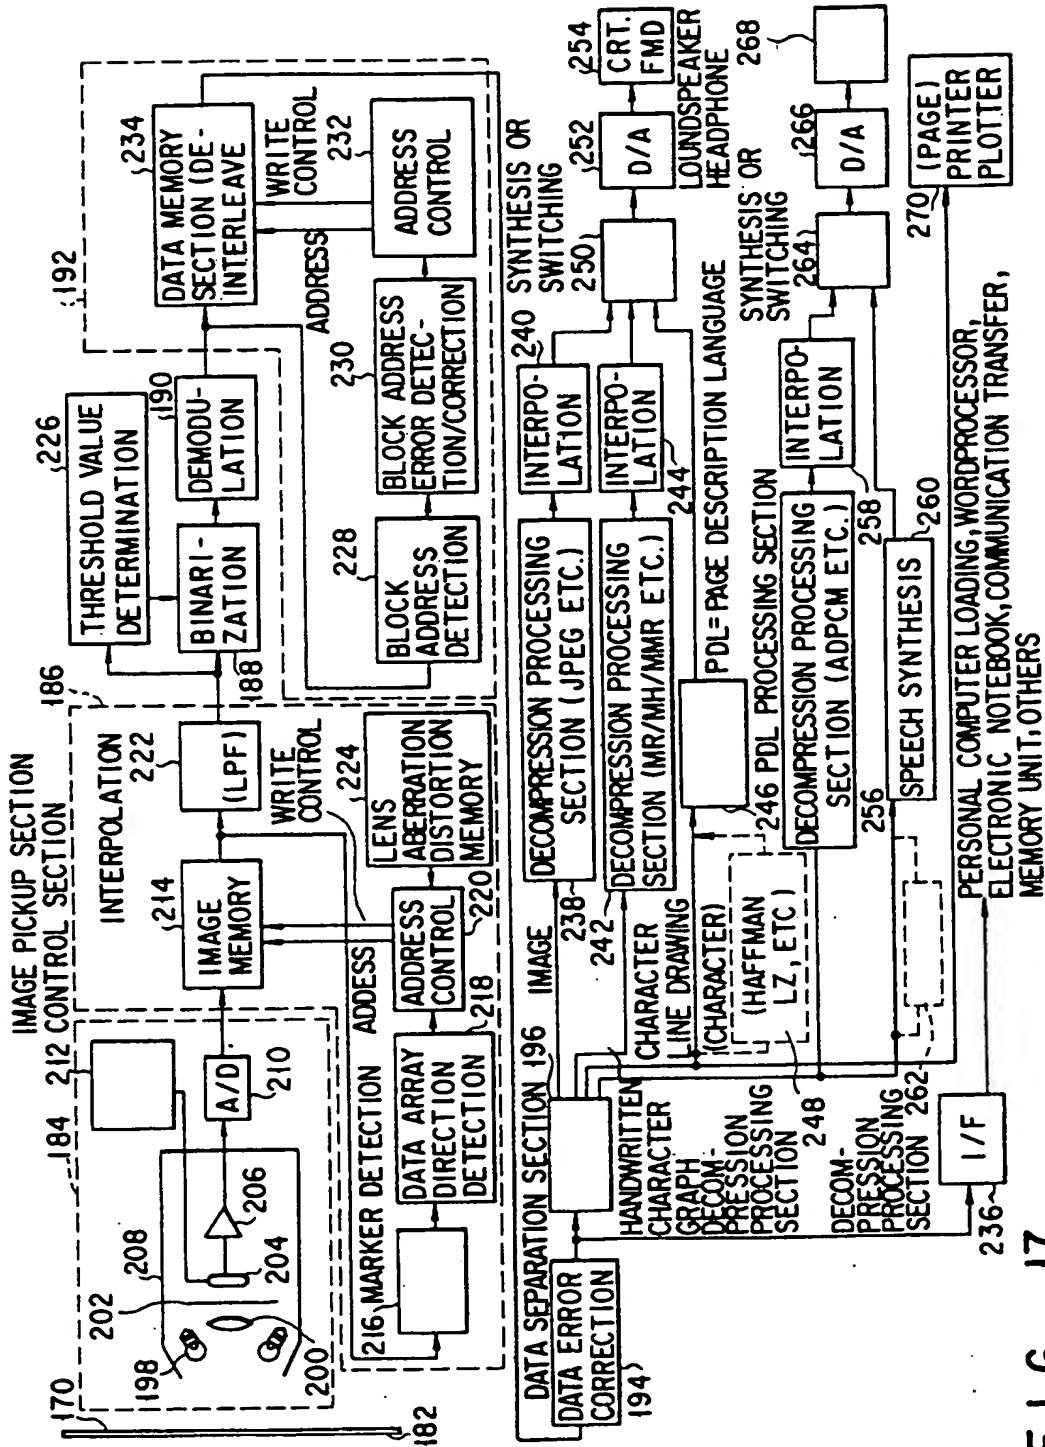 170
182
184
198
200
202
204
206
208
A/D
210
212
IMAGE PICKUP SECTION
CONTROL SECTION
186
INTERPOLATION
214
IMAGE
MEMORY
(LPF)
222
216
MARKER DETECTION
DATA ARRAY
DIRECTION
DETECTION
218
ADDRESS
CONTROL
220
ADDESS
WRITE
CONTROL
LENS
ABERRATION
DISTORTION
MEMORY
224
THRESHOLD VALUE
DETERMINATION
226
BINARI-
ZATION
188
DEMODU-
LATION
190
192
DATA MEMORY
SECTION (DE-
INTERLEAVE
234
WRITE
CONTROL
ADDRESS
232
ADDRESS
CONTROL
BLOCK ADDRESS
ERROR DETEC-
TION/CORRECTION
230
BLOCK
ADDRESS
DETECTION
228
DATA SEPARATION SECTION 196
DATA ERROR
CORRECTION
194
IMAGE
DECOMPRESSION PROCESSING
SECTION (JPEG ETC.)
238
INTERPO-
LATION
240
HANDWRITTEN
CHARACTER
GRAPH
242
DECOMPRESSION PROCESSING
SECTION (MR/MH/MMR ETC.)
INTERPO-
LATION
244
SYNTHESIS OR
SWITCHING
250
D/A
252
CRT.
FMD
254
CHARACTER
LINE DRAWING
(CHARACTER)
(HAFFMAN
LZ, ETC)
DECOM-
PRESSION
PROCESSING
SECTION
248
246 PDL PROCESSING SECTION
PDL=PAGE DESCRIPTION LANGUAGE
DECOMPRESSION PROCESSING
SECTION (ADPCM ETC.)
256
INTERPO-
LATION
258
SYNTHESIS OR
SWITCHING
264
D/A
266
LOUNDSPEAKER
HEADPHONE
268
SPEECH SYNTHESIS
260
DECOM-
PRESSION
PROCESSING
SECTION 262
270
(PAGE)
PRINTER
PLOTTER
I/F
236
PERSONAL COMPUTER LOADING, WORDPROCESSOR,
ELECTRONIC NOTEBOOK, COMMUNICATION TRANSFER,
MEMORY UNIT, OTHERS
FIG. 17